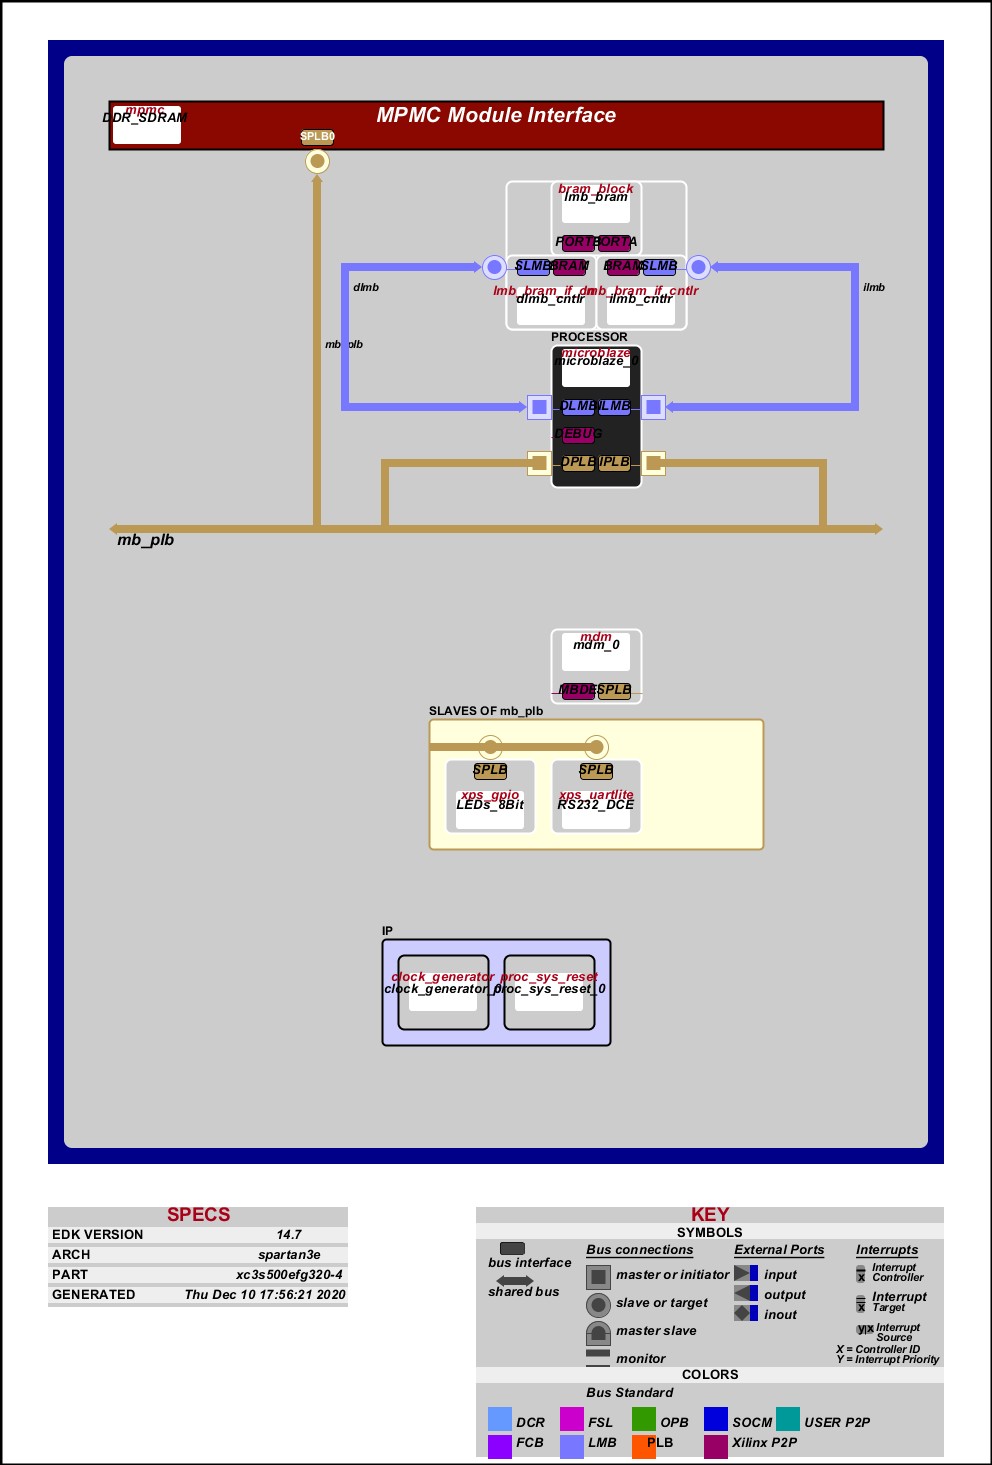 mpmc
DDR_SDRAM
MPMC Module Interface
SPLB0
bram_block
lmb_bram
PORTB PORTA
SLMB BRAM BRAM SLMB
dlmb
ilmb
lmb_bram_if_cntlr
dlmb_cntlr ilmb_cntlr
PROCESSOR
mb_plb
microblaze
microblaze_0
DLMB ILMB
DEBUG
DPLB IPLB
mb_plb
mdm
mdm_0
SPLB
SLAVES OF mb_plb
SPLB SPLB
xps_gpio xps_uartlite
LEDs_8Bit RS232_DCE
IP
clock_generator proc_sys_reset
clock_generator_0 proc_sys_reset_0
SPECS
EDK VERSION 14.7
ARCH spartan3e
PART xc3s500efg320-4
GENERATED Thu Dec 10 17:56:21 2020
KEY
SYMBOLS
bus interface
shared bus
Bus connections
master or initiator
slave or target
master slave
monitor
External Ports
input
output
inout
Interrupts
Interrupt
Controller
x
Interrupt
Target
x
y x Interrupt
Source
X = Controller ID
Y = Interrupt Priority
COLORS
Bus Standard
DCR FSL OPB SOCM USER P2P
FCB LMB PLB Xilinx P2P